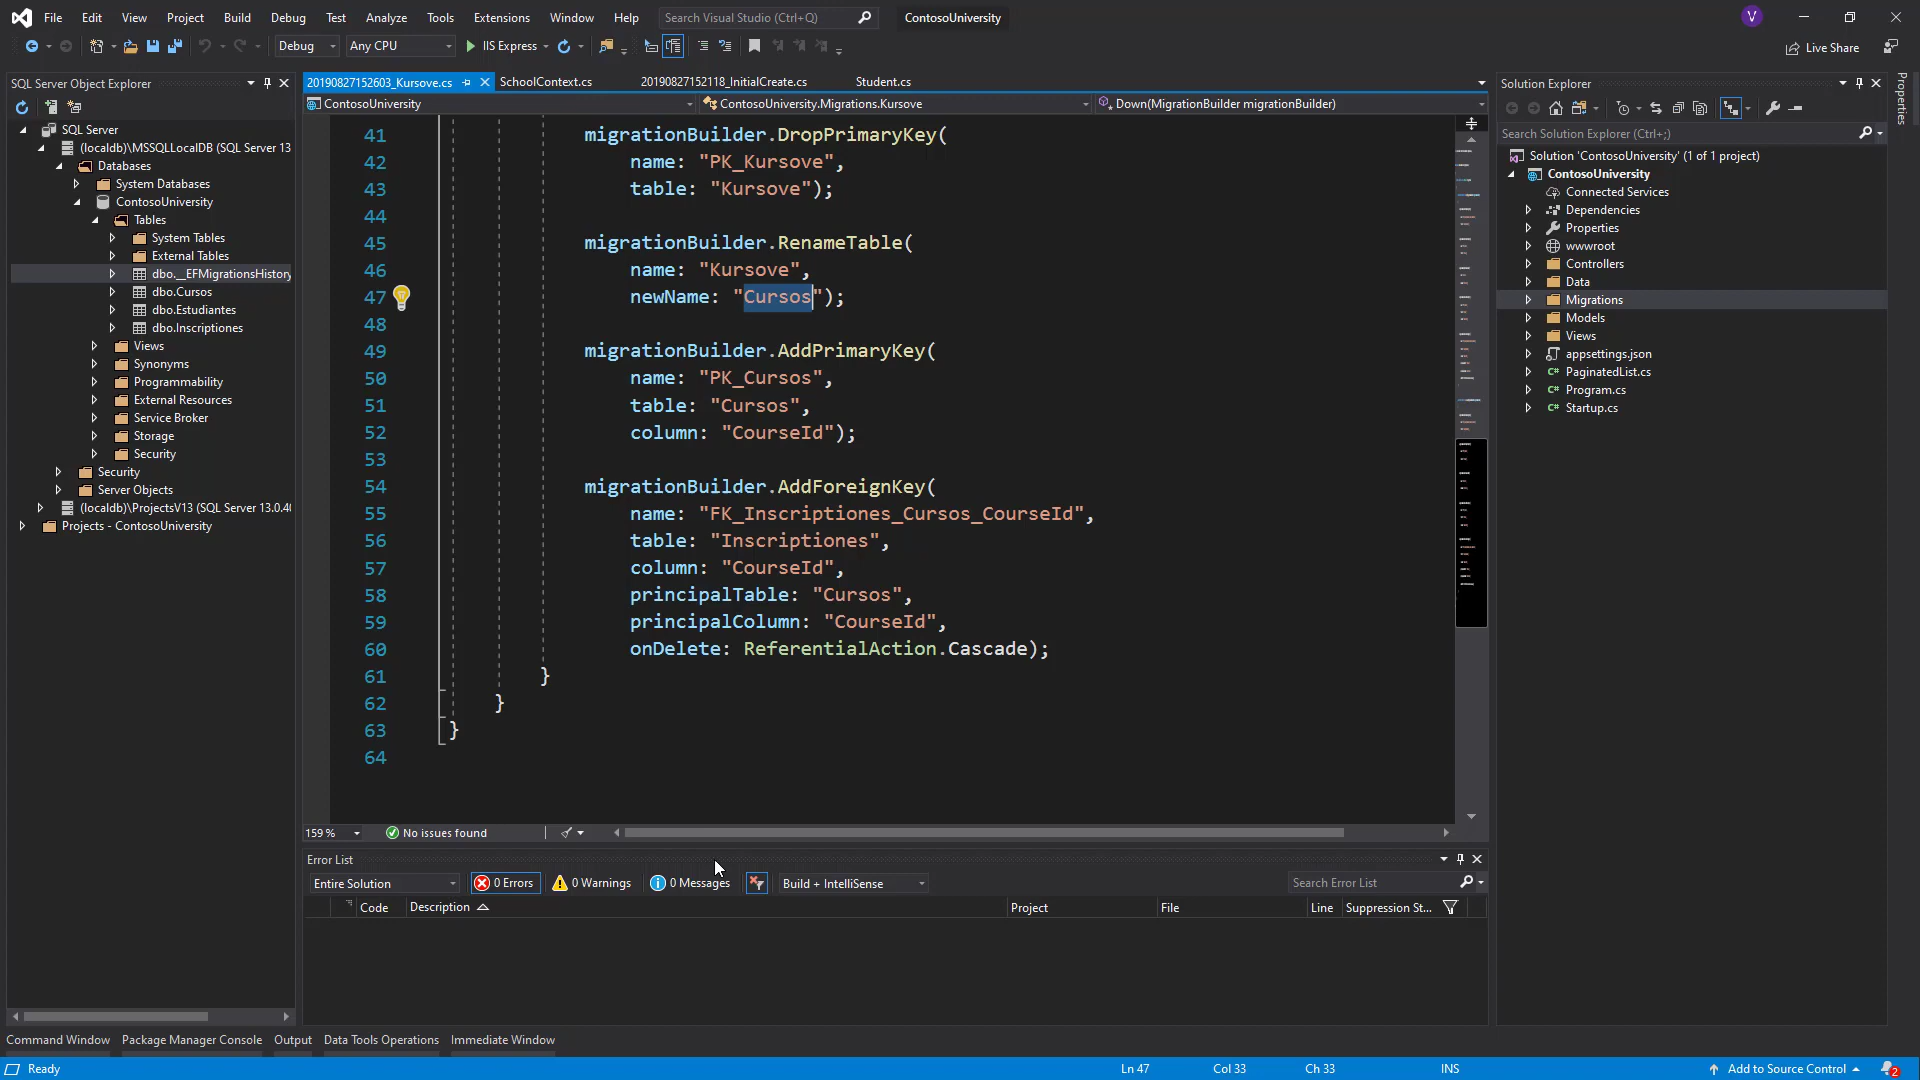 File Edit View Project Build Debug Test Analyze Tools Extensions Window Help Search Visual Studio (Ctrl+Q) ContosoUniversity V
Debug Any CPU IIS Express Live Share
SQL Server Object Explorer
SQL Server
(localdb)\MSSQLLocalDB (SQL Server 13
Databases
System Databases
ContosoUniversity
Tables
System Tables
External Tables
dbo.__EFMigrationsHistory
dbo.Cursos
dbo.Estudiantes
dbo.Inscriptiones
Views
Synonyms
Programmability
External Resources
Service Broker
Storage
Security
Security
Server Objects
(localdb)\ProjectsV13 (SQL Server 13.0.40
Projects - ContosoUniversity
20190827152603_Kursove.cs SchoolContext.cs 20190827152118_InitialCreate.cs Student.cs
ContosoUniversity ContosoUniversity.Migrations.Kursove Down(MigrationBuilder migrationBuilder)
41 migrationBuilder.DropPrimaryKey(
42 name: "PK_Kursove",
43 table: "Kursove");
44
45 migrationBuilder.RenameTable(
46 name: "Kursove",
47 newName: "Cursos");
48
49 migrationBuilder.AddPrimaryKey(
50 name: "PK_Cursos",
51 table: "Cursos",
52 column: "CourseId");
53
54 migrationBuilder.AddForeignKey(
55 name: "FK_Inscriptiones_Cursos_CourseId",
56 table: "Inscriptiones",
57 column: "CourseId",
58 principalTable: "Cursos",
59 principalColumn: "CourseId",
60 onDelete: ReferentialAction.Cascade);
61 }
62 }
63 }
64
159 % No issues found
Error List
Entire Solution 0 Errors 0 Warnings 0 Messages Build + IntelliSense Search Error List
Code Description Project File Line Suppression St...
Solution Explorer
Search Solution Explorer (Ctrl+;)
Solution 'ContosoUniversity' (1 of 1 project)
ContosoUniversity
Connected Services
Dependencies
Properties
wwwroot
Controllers
Data
Migrations
Models
Views
appsettings.json
C# PaginatedList.cs
C# Program.cs
C# Startup.cs
Properties
Command Window Package Manager Console Output Data Tools Operations Immediate Window
Ready Ln 47 Col 33 Ch 33 INS Add to Source Control 2